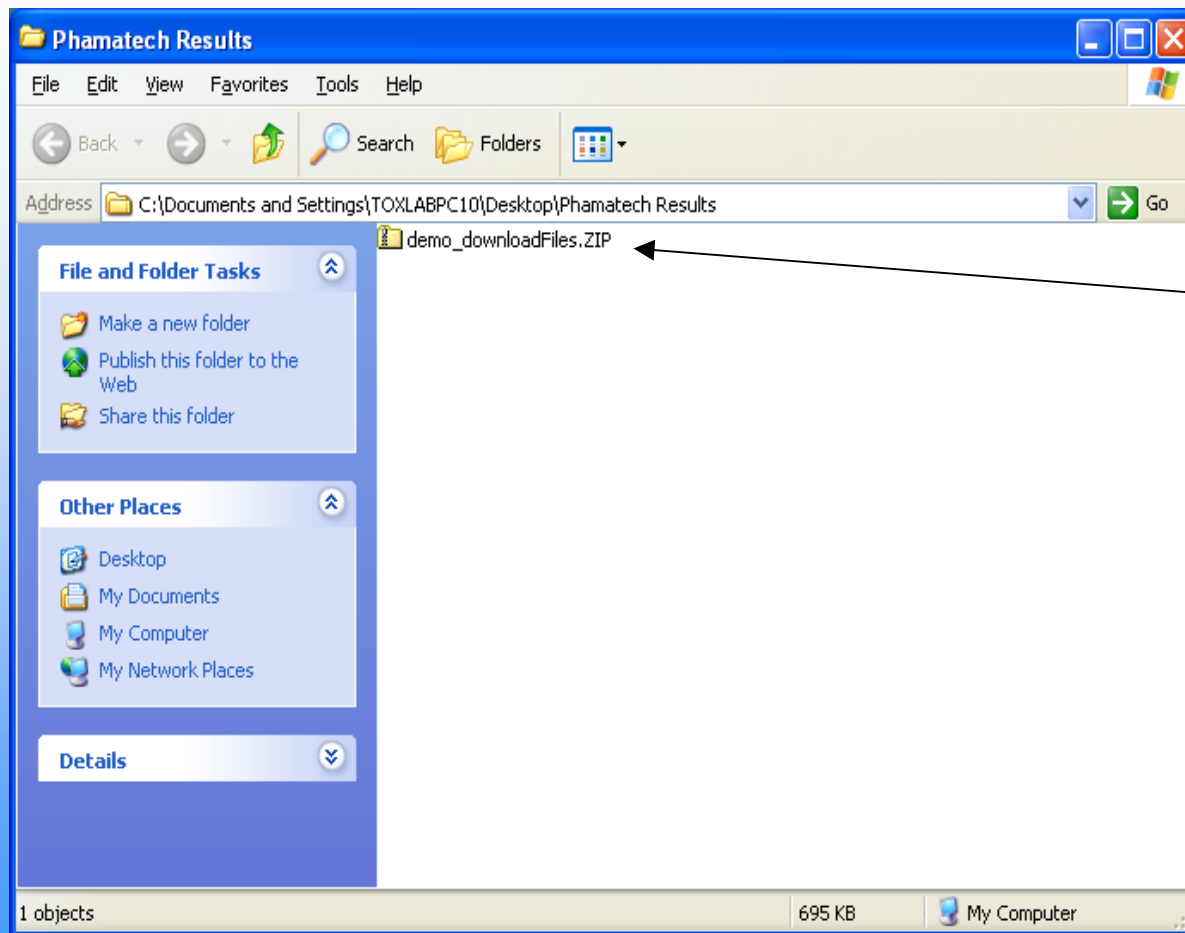 Phamatech Results
File Edit View Favorites Tools Help
Back Search Folders
Address C:\Documents and Settings\TOXLABPC10\Desktop\Phamatech Results Go
demo_downloadFiles.ZIP
File and Folder Tasks
Make a new folder
Publish this folder to the
Web
Share this folder
Other Places
Desktop
My Documents
My Computer
My Network Places
Details
1 objects 695 KB My Computer